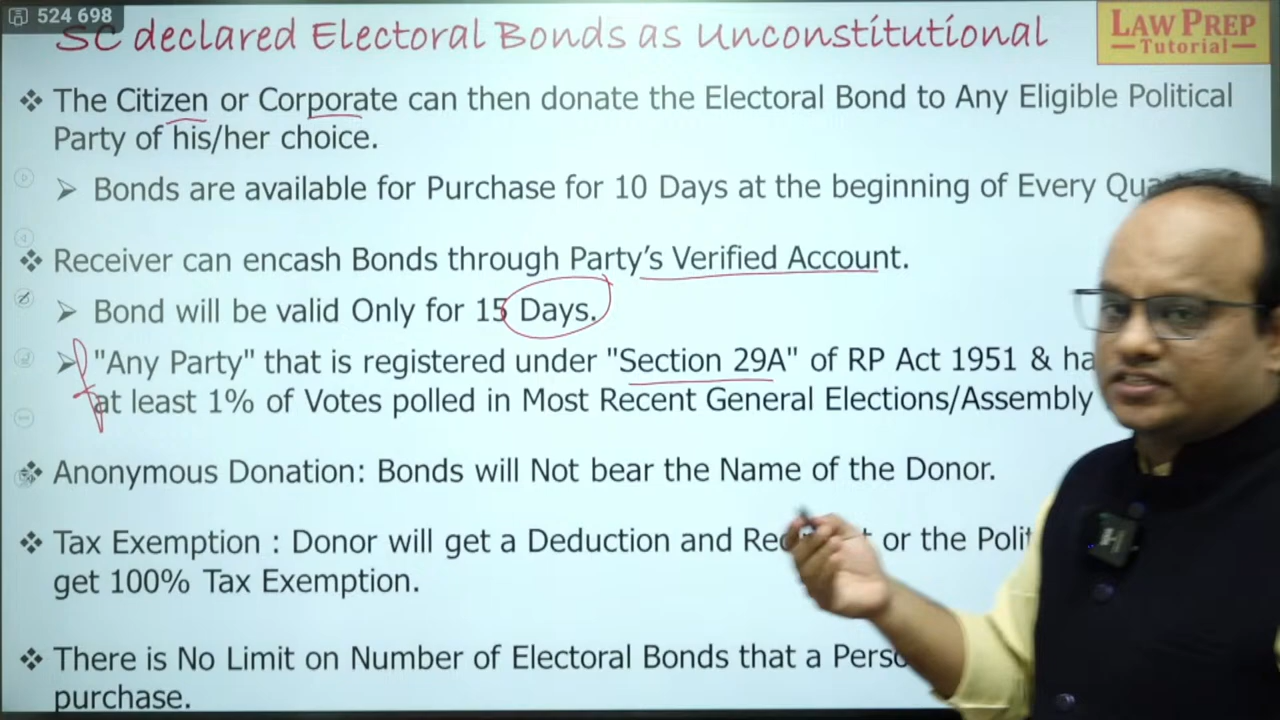 524 698
SC declared Electoral Bonds as Unconstitutional
LAW PREP
Tutorial
❖ The Citizen or Corporate can then donate the Electoral Bond to Any Eligible Political
Party of his/her choice.
➢ Bonds are available for Purchase for 10 Days at the beginning of Every
❖ Receiver can encash Bonds through Party's Verified Account.
➢ Bond will be valid Only for 15 Days.
➢ "Any Party" that is registered under "Section 29A" of RP Act 1951 &
at least 1% of Votes polled in Most Recent General Elections/Assembly
❖ Anonymous Donation: Bonds will Not bear the Name of the Donor.
❖ Tax Exemption : Donor will get a Deduction and or the
get 100% Tax Exemption.
❖ There is No Limit on Number of Electoral Bonds that a
purchase.